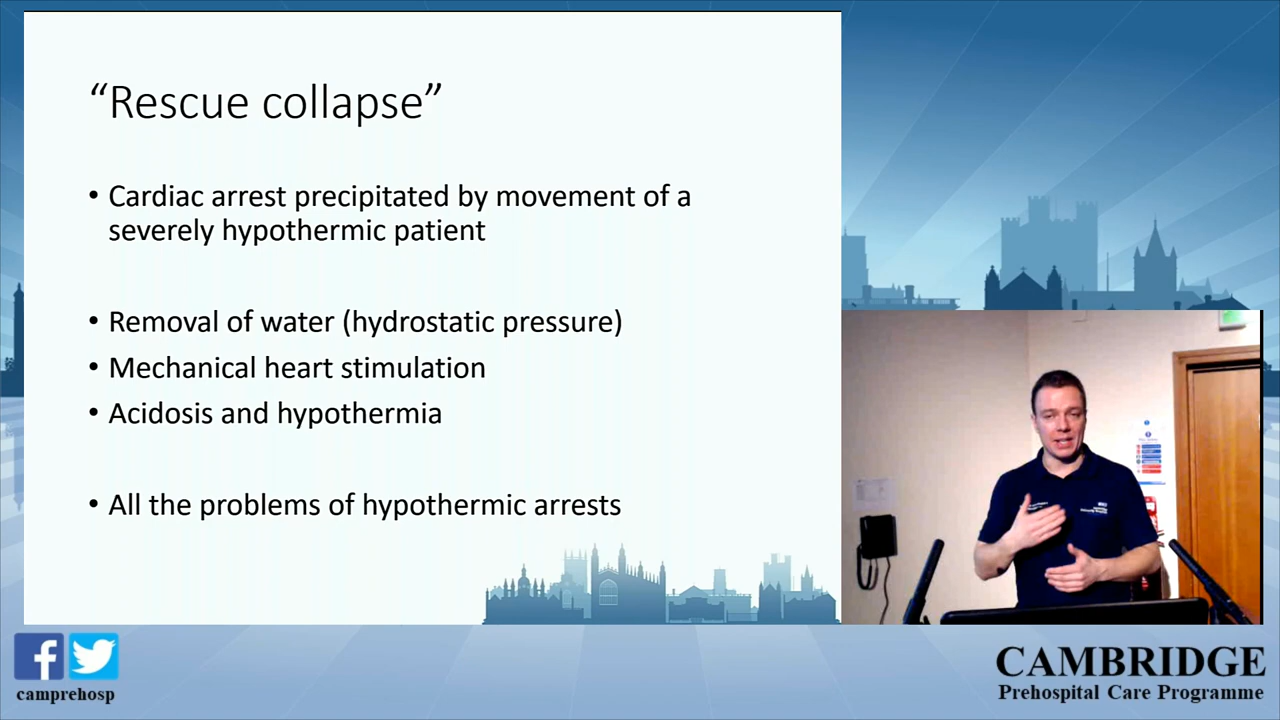 “Rescue collapse”
• Cardiac arrest precipitated by movement of a
severely hypothermic patient
• Removal of water (hydrostatic pressure)
• Mechanical heart stimulation
• Acidosis and hypothermia
• All the problems of hypothermic arrests
camprehosp
CAMBRIDGE
Prehospital Care Programme